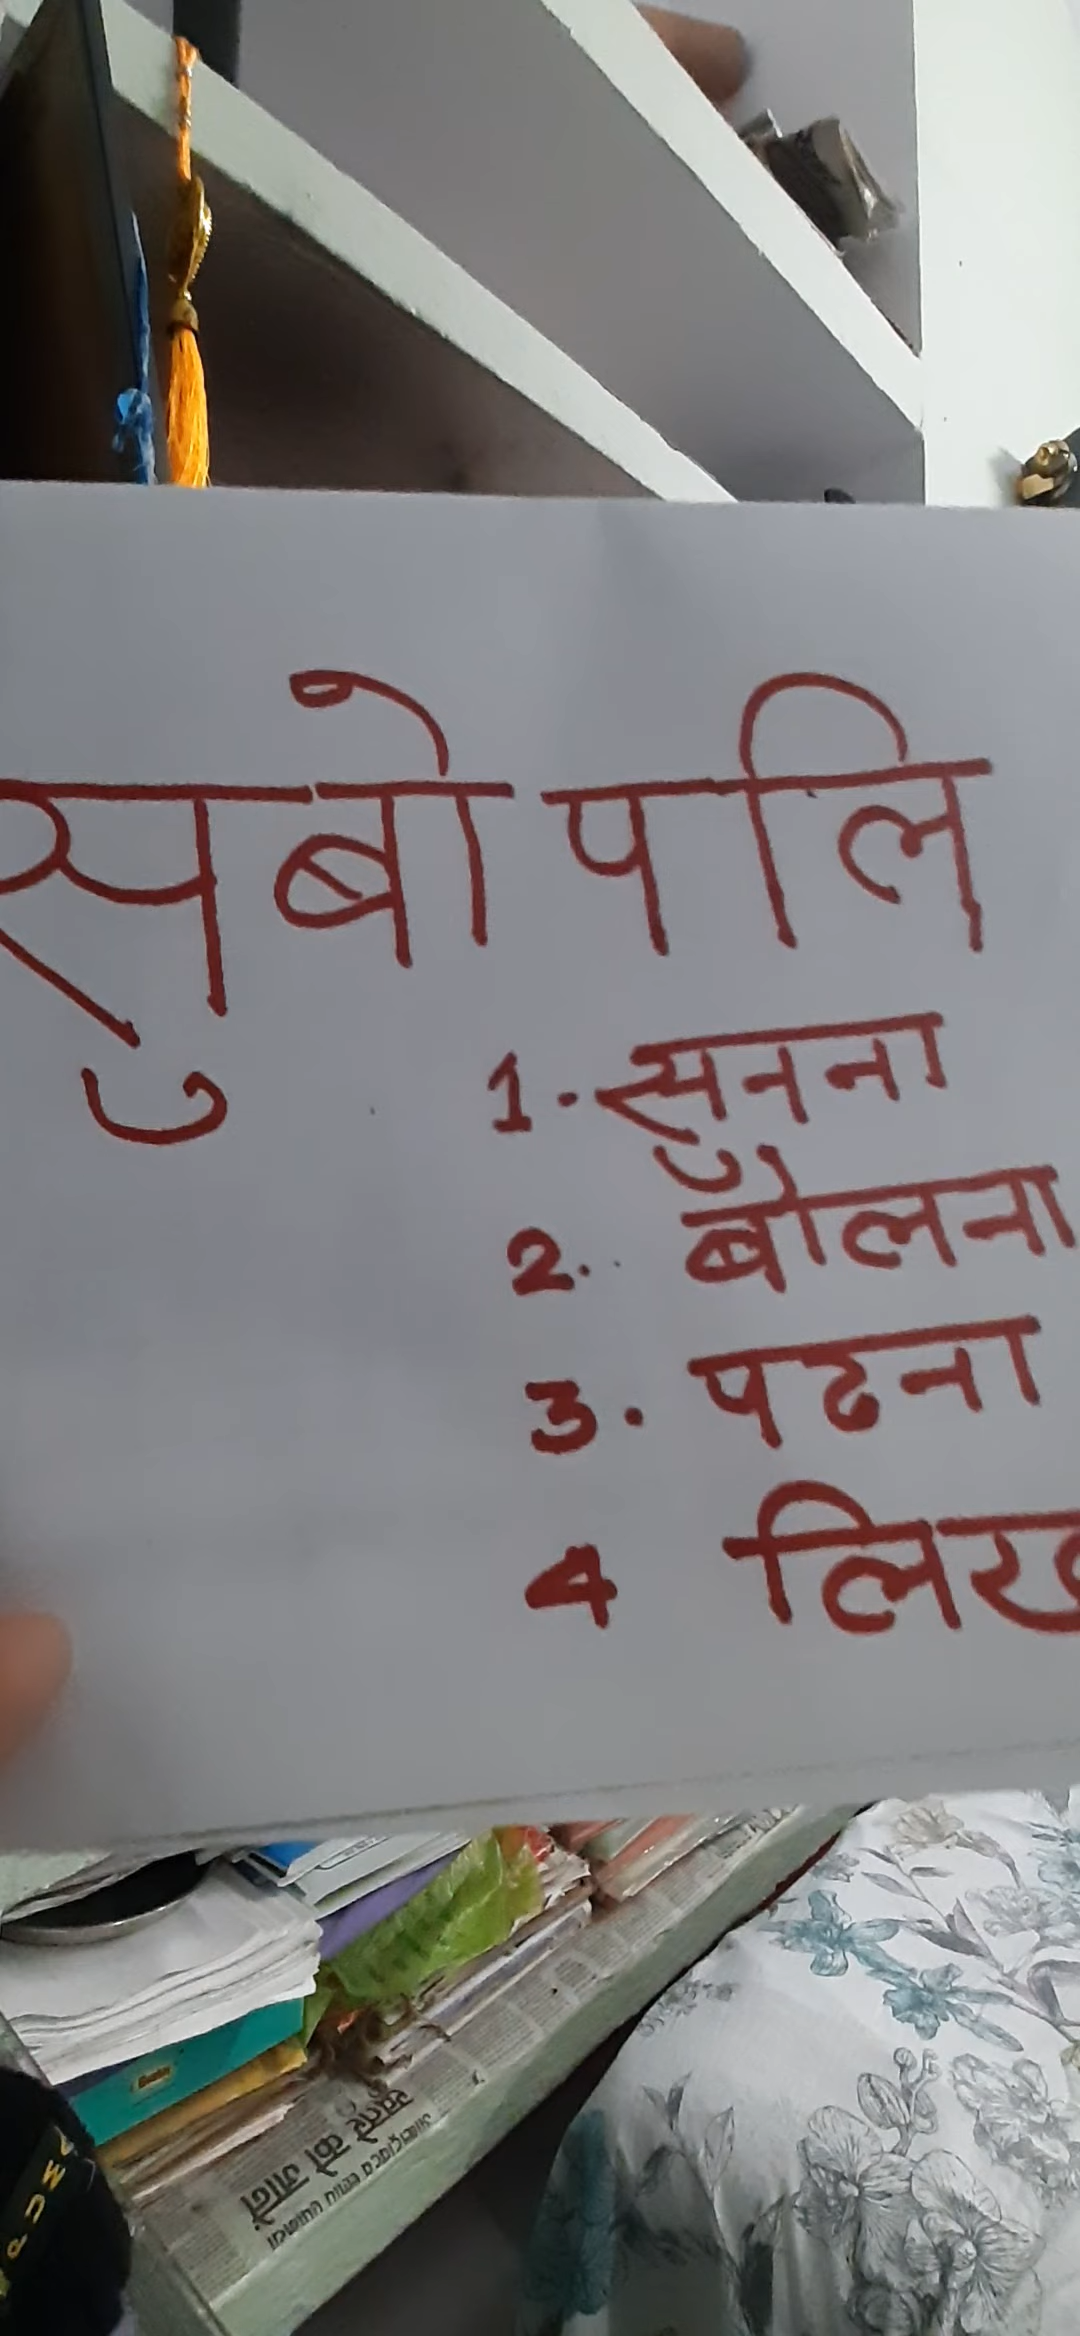 सुबोपलि
1. सुनना
2. बोलना
3. पढना
4 लिख